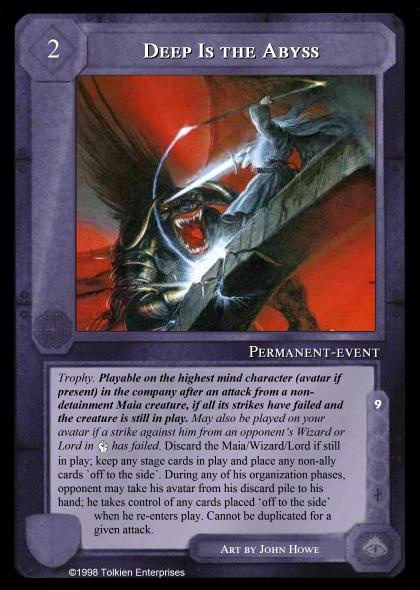 2
DEEP IS THE ABYSS
PERMANENT-EVENT
Trophy. Playable on the highest mind character (avatar if
present) in the company after an attack from a non-
detainment Maia creature, if all its strikes have failed and
the creature is still in play. May also be played on your
avatar if a strike against him from an opponent's Wizard or
Lord in has failed. Discard the Maia/Wizard/Lord if still
in play; keep any stage cards in play and place any non-ally
cards `off to the side´. During any of his organization phases,
opponent may take his avatar from his discard pile to his
hand; he takes control of any cards placed `off to the side´
when he re-enters play. Cannot be duplicated for a
given attack.
9
ART BY JOHN HOWE
©1998 Tolkien Enterprises